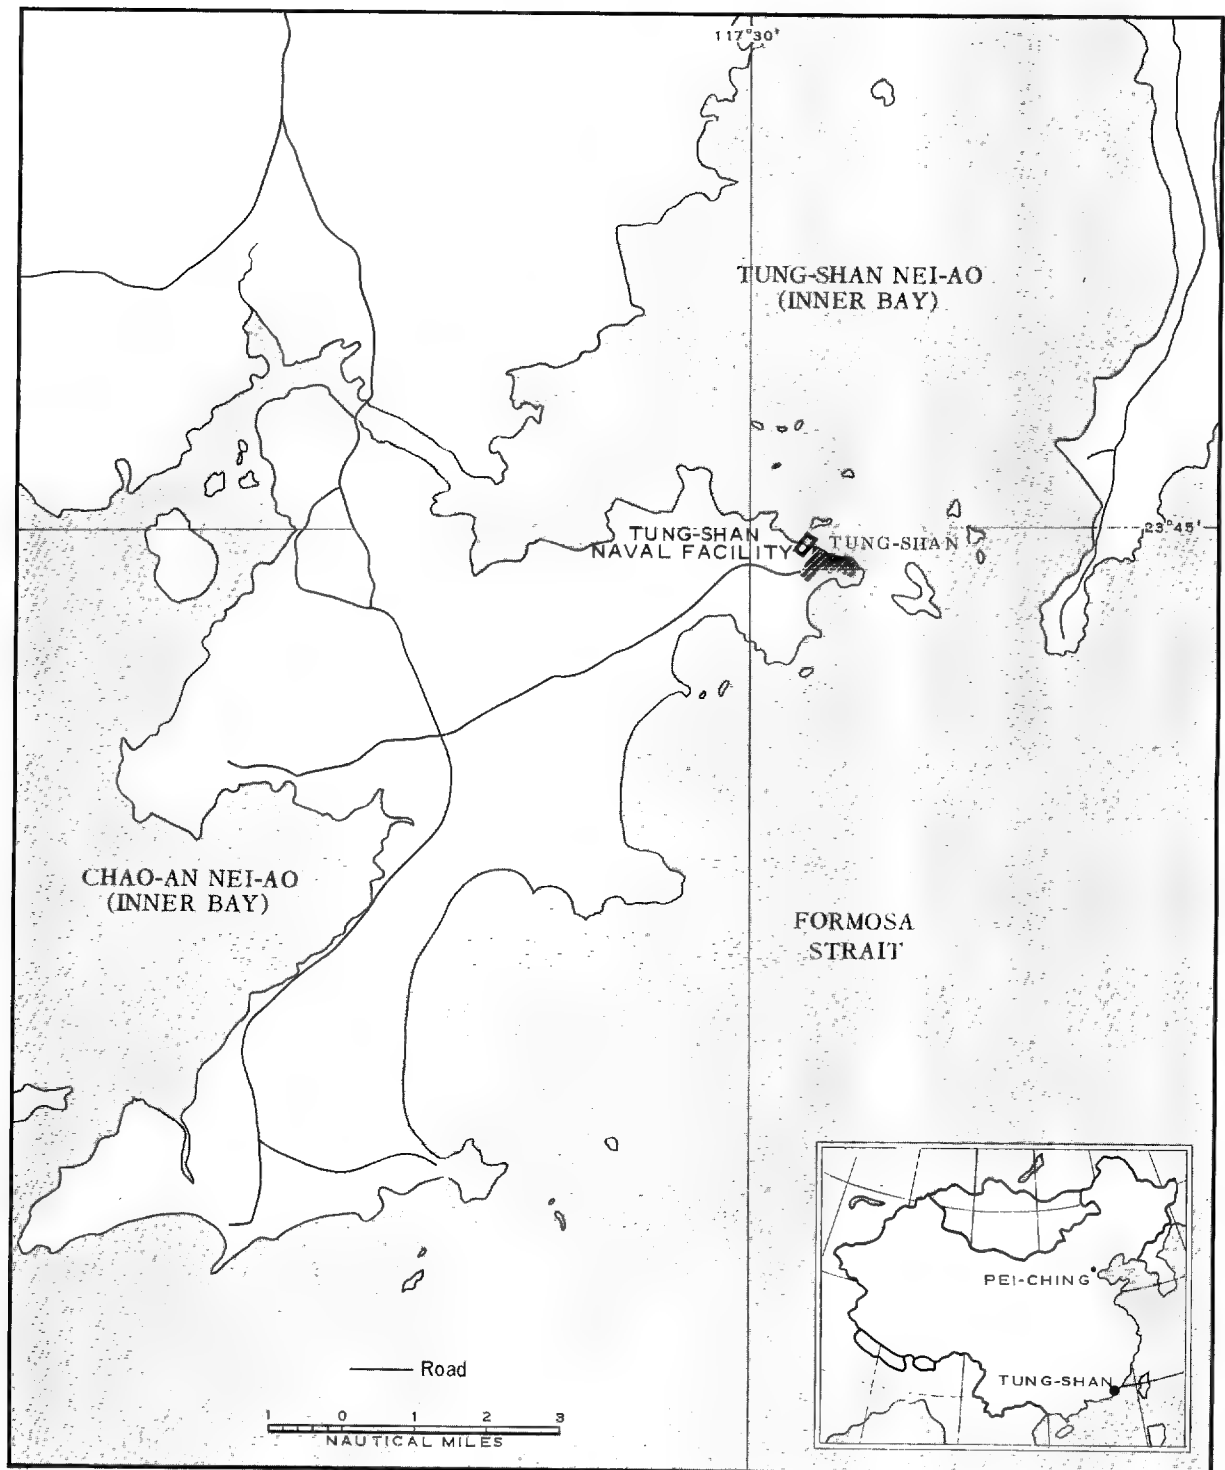 117°30'
TUNG-SHAN NEI-AO
(INNER BAY)
23°45'
TUNG-SHAN
NAVAL FACILITY
TUNG-SHAN
CHAO-AN NEI-AO
(INNER BAY)
FORMOSA
STRAIT
PEI-CHING
TUNG-SHAN
Road
1 0 1 2 3
NAUTICAL MILES